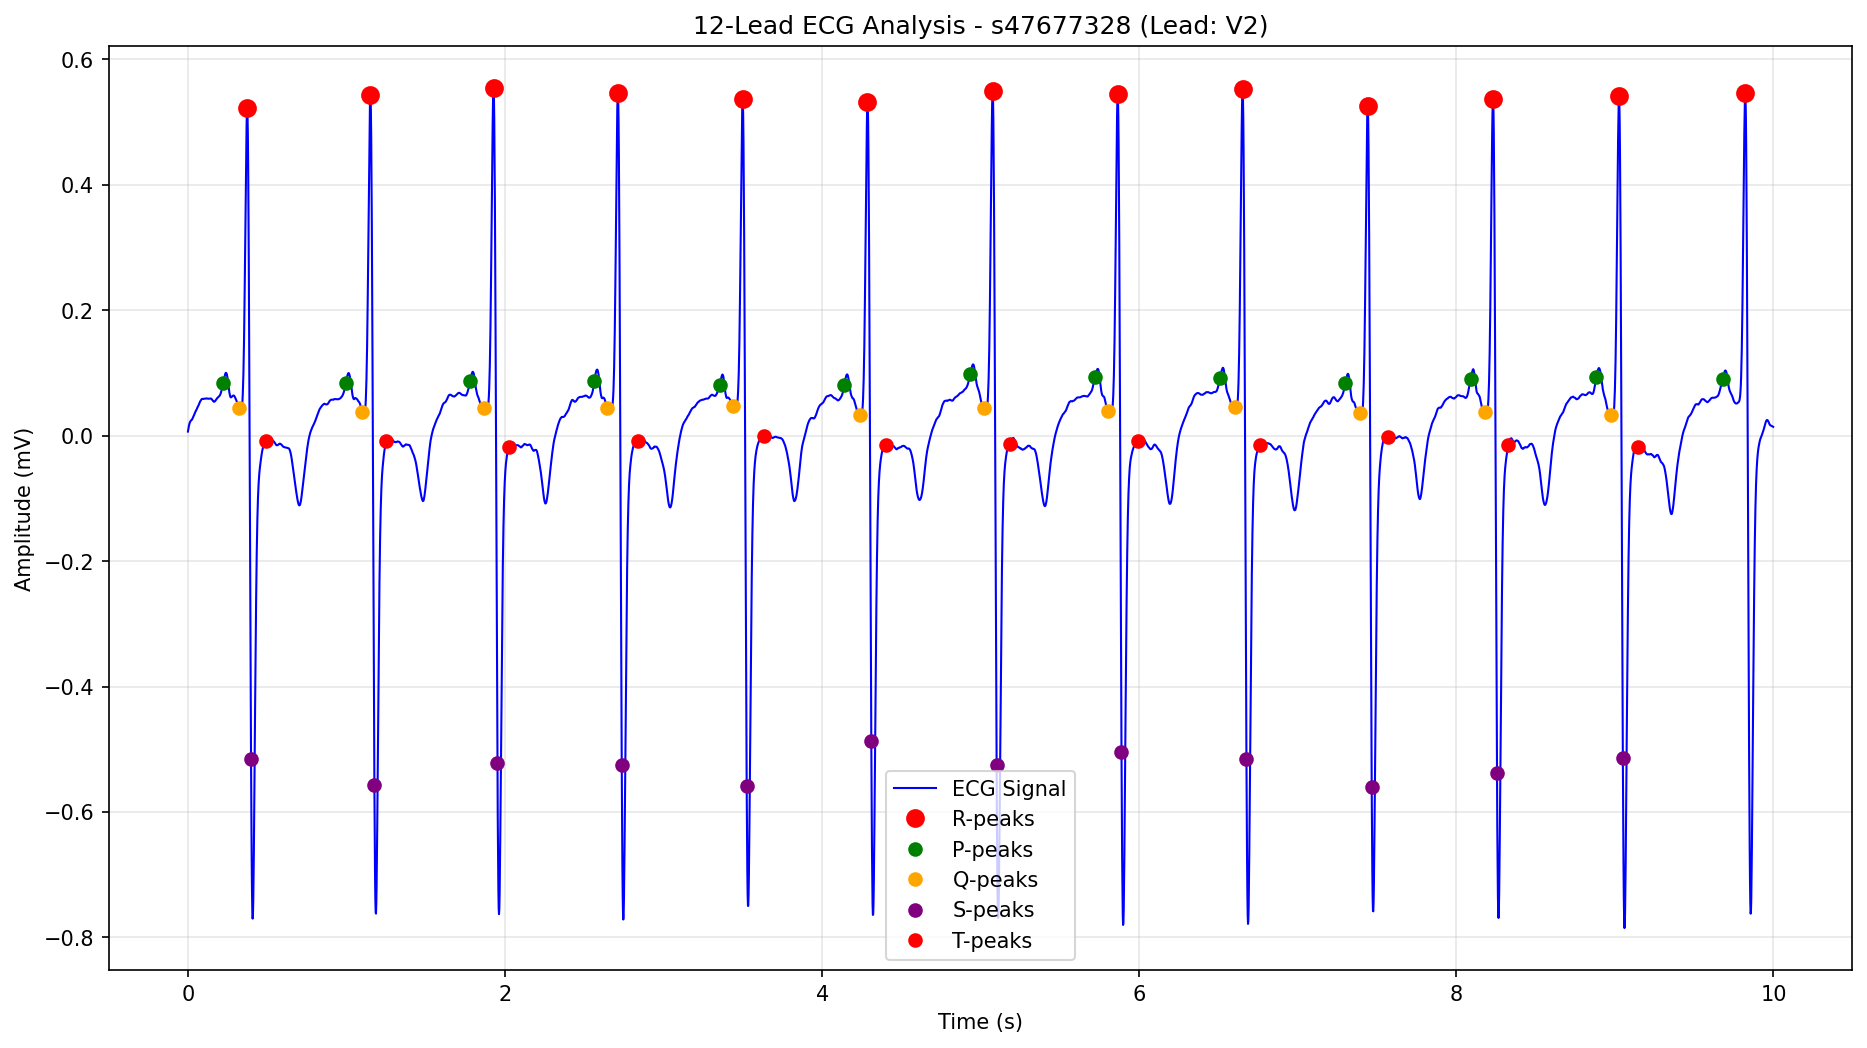 12-Lead ECG Analysis - s47677328 (Lead: V2)
0.6
0.4
0.2
0.0
−0.2
−0.4
−0.6
−0.8
Amplitude (mV)
ECG Signal
R-peaks
P-peaks
Q-peaks
S-peaks
T-peaks
0 2 4 6 8 10
Time (s)